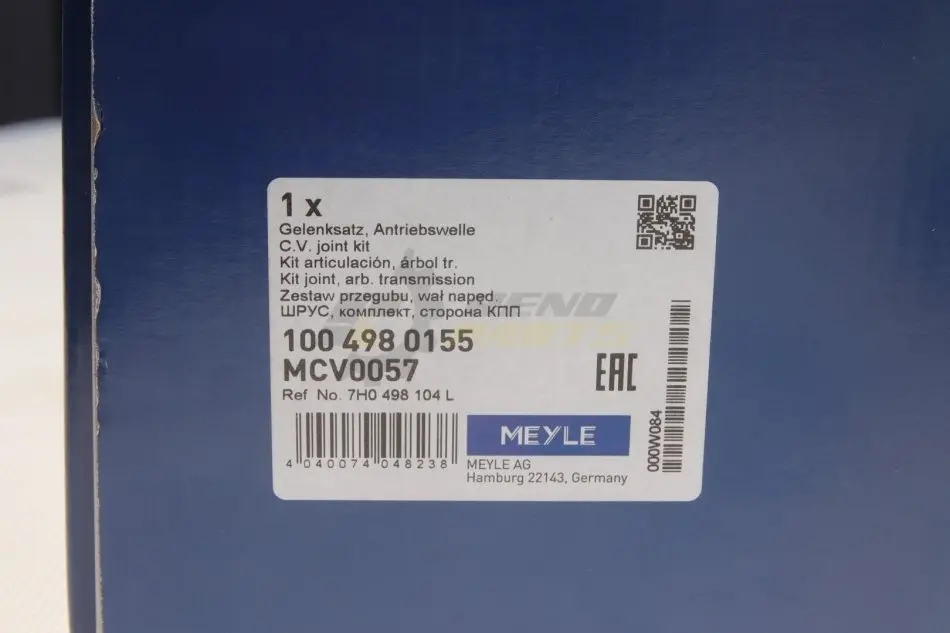 1 x
Gelenksatz, Antriebswelle
C.V. joint kit
Kit articulación, árbol tr.
Kit joint, arb. transmission
Zestaw przegubu, wał napęd.
ШРУС, комплект, сторона КПП
100 498 0155
MCV0057
Ref No. 7H0 498 104 L
EAC
4 040074 048238
MEYLE
MEYLE AG
Hamburg 22143, Germany
000W084
PARTS